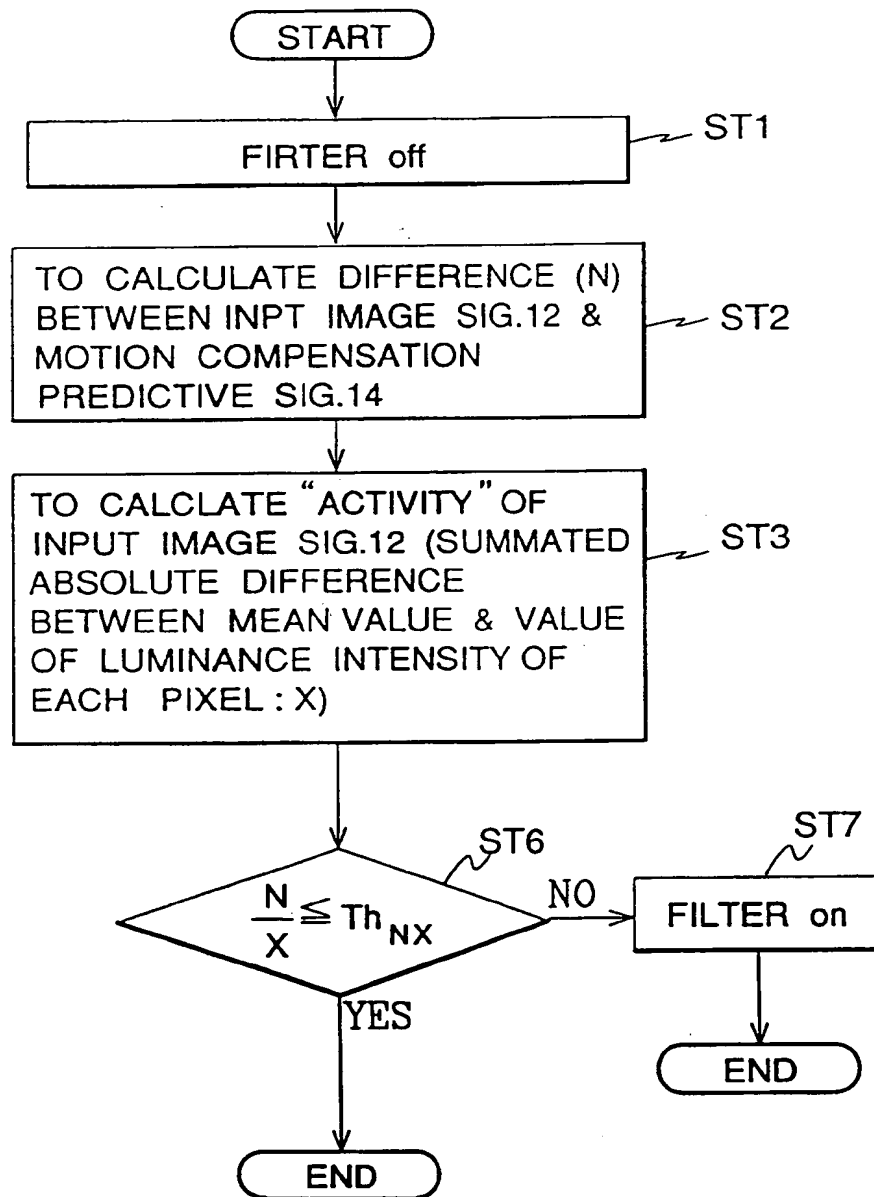 START
FIRTER off
ST1
TO CALCULATE DIFFERENCE (N)
BETWEEN INPT IMAGE SIG.12 &
MOTION COMPENSATION
PREDICTIVE SIG.14
ST2
TO CALCLATE "ACTIVITY" OF
INPUT IMAGE SIG.12 (SUMMATED
ABSOLUTE DIFFERENCE
BETWEEN MEAN VALUE & VALUE
OF LUMINANCE INTENSITY OF
EACH PIXEL : X)
ST3
ST6
N/X ≦ Th NX
NO
ST7
FILTER on
YES
END
END